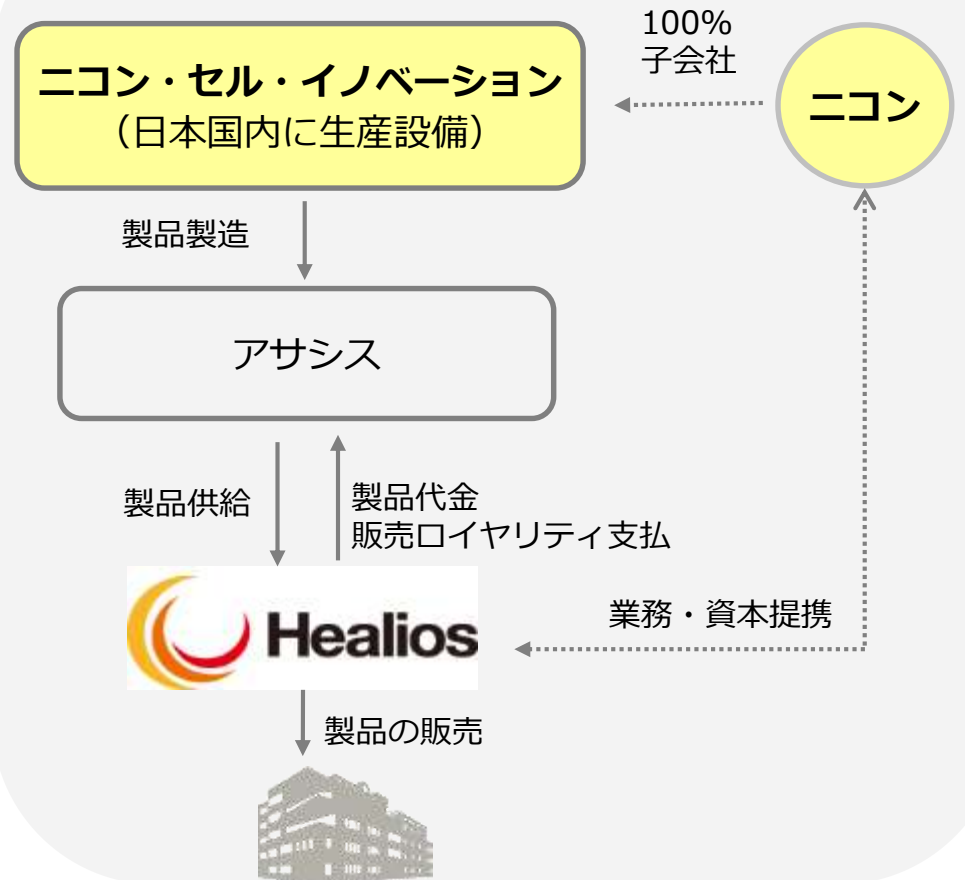 100%
子会社
ニコン・セル・イノベーション
（日本国内に生産設備）
ニコン
製品製造
アサシス
製品供給
製品代金
販売ロイヤリティ支払
Healios
業務・資本提携
製品の販売